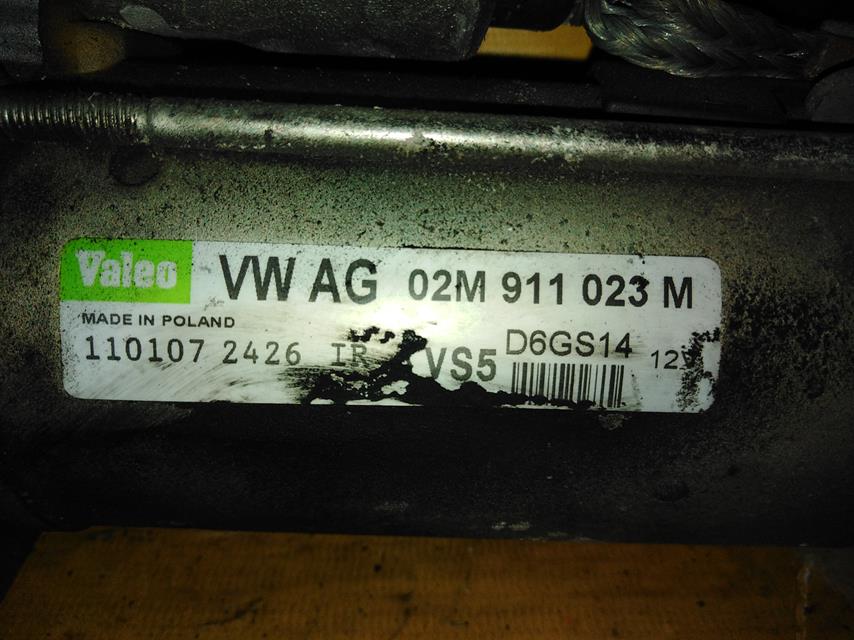 Valeo VW AG 02M 911 023 M
MADE IN POLAND
110107 2426 IR VS5 D6GS14 12V